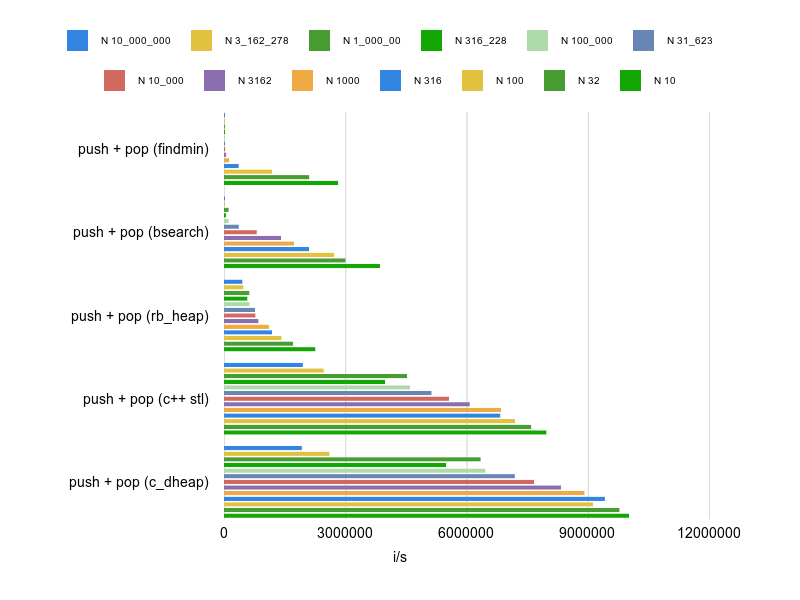 N 10_000_000 N 3_162_278 N 1_000_00 N 316_228 N 100_000 N 31_623
N 10_000 N 3162 N 1000 N 316 N 100 N 32 N 10
push + pop (findmin)
push + pop (bsearch)
push + pop (rb_heap)
push + pop (c++ stl)
push + pop (c_dheap)
0 3000000 6000000 9000000 12000000
i/s